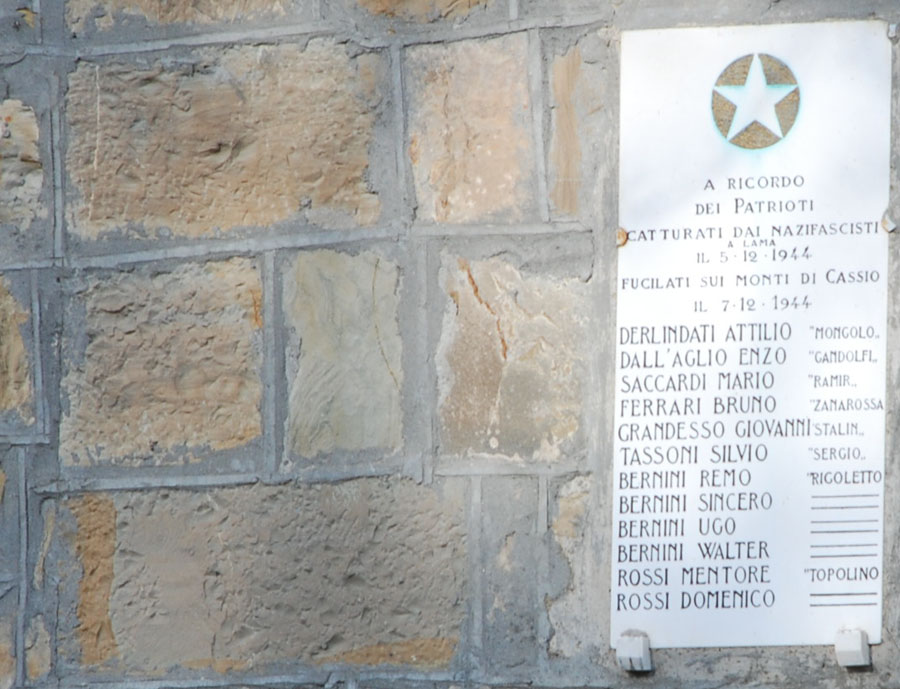 A RICORDO
DEI PATRIOTI
CATTURATI DAI NAZIFASCISTI
A LAMA
IL 5·12·1944
FUCILATI SUI MONTI DI CASSIO
IL 7·12·1944
DERLINDATI ATTILIO "MONGOLO„
DALL'AGLIO ENZO "GANDOLFI„
SACCARDI MARIO "RAMIR„
FERRARI BRUNO "ZANAROSSA
GRANDESSO GIOVANNI "STALIN„
TASSONI SILVIO "SERGIO„
BERNINI REMO "RIGOLETTO
BERNINI SINCERO
BERNINI UGO
BERNINI WALTER
ROSSI MENTORE "TOPOLINO
ROSSI DOMENICO